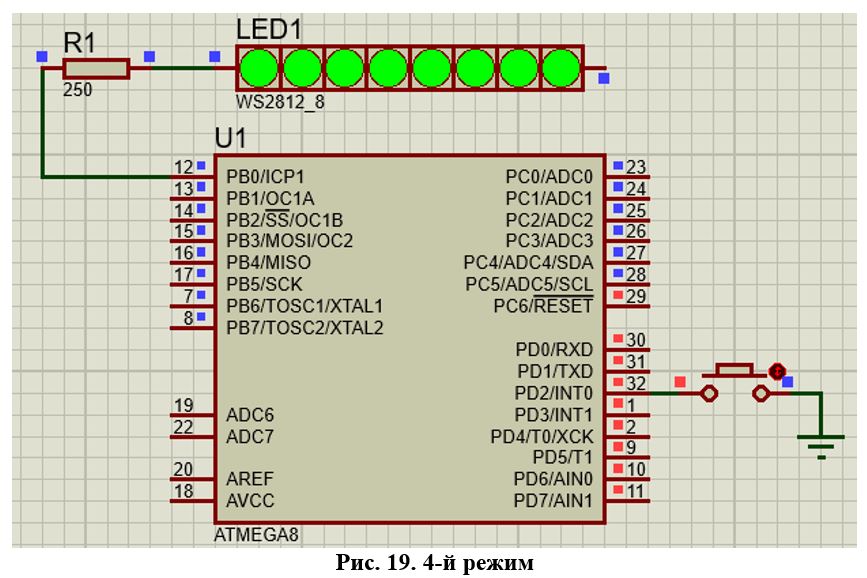 LED1
R1
250
WS2812_8
U1
12 PB0/ICP1
13 PB1/OC1A
14 PB2/SS/OC1B
15 PB3/MOSI/OC2
16 PB4/MISO
17 PB5/SCK
7 PB6/TOSC1/XTAL1
8 PB7/TOSC2/XTAL2
19 ADC6
22 ADC7
20 AREF
18 AVCC
PC0/ADC0 23
PC1/ADC1 24
PC2/ADC2 25
PC3/ADC3 26
PC4/ADC4/SDA 27
PC5/ADC5/SCL 28
PC6/RESET 29
PD0/RXD 30
PD1/TXD 31
PD2/INT0 32
PD3/INT1 1
PD4/T0/XCK 2
PD5/T1 9
PD6/AIN0 10
PD7/AIN1 11
ATMEGA8
Рис. 19. 4-й режим